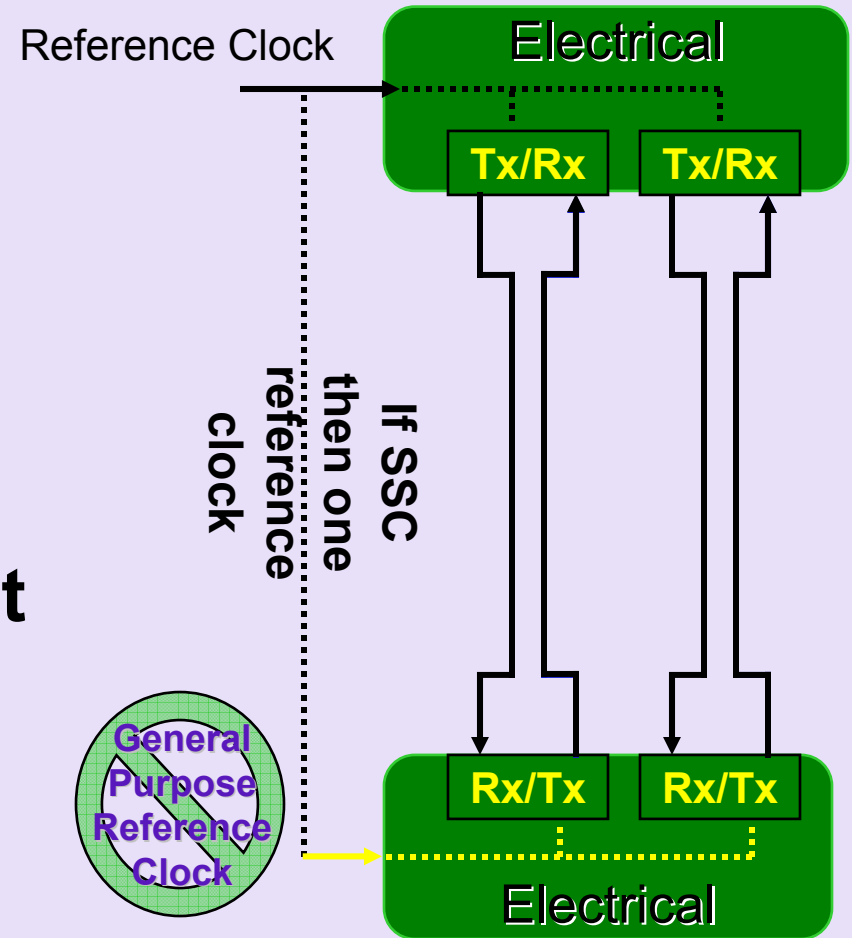 Reference Clock
Electrical
Tx/Rx
Tx/Rx
If SSC
then one
reference
clock
t
General
Purpose
Reference
Clock
Rx/Tx
Rx/Tx
Electrical